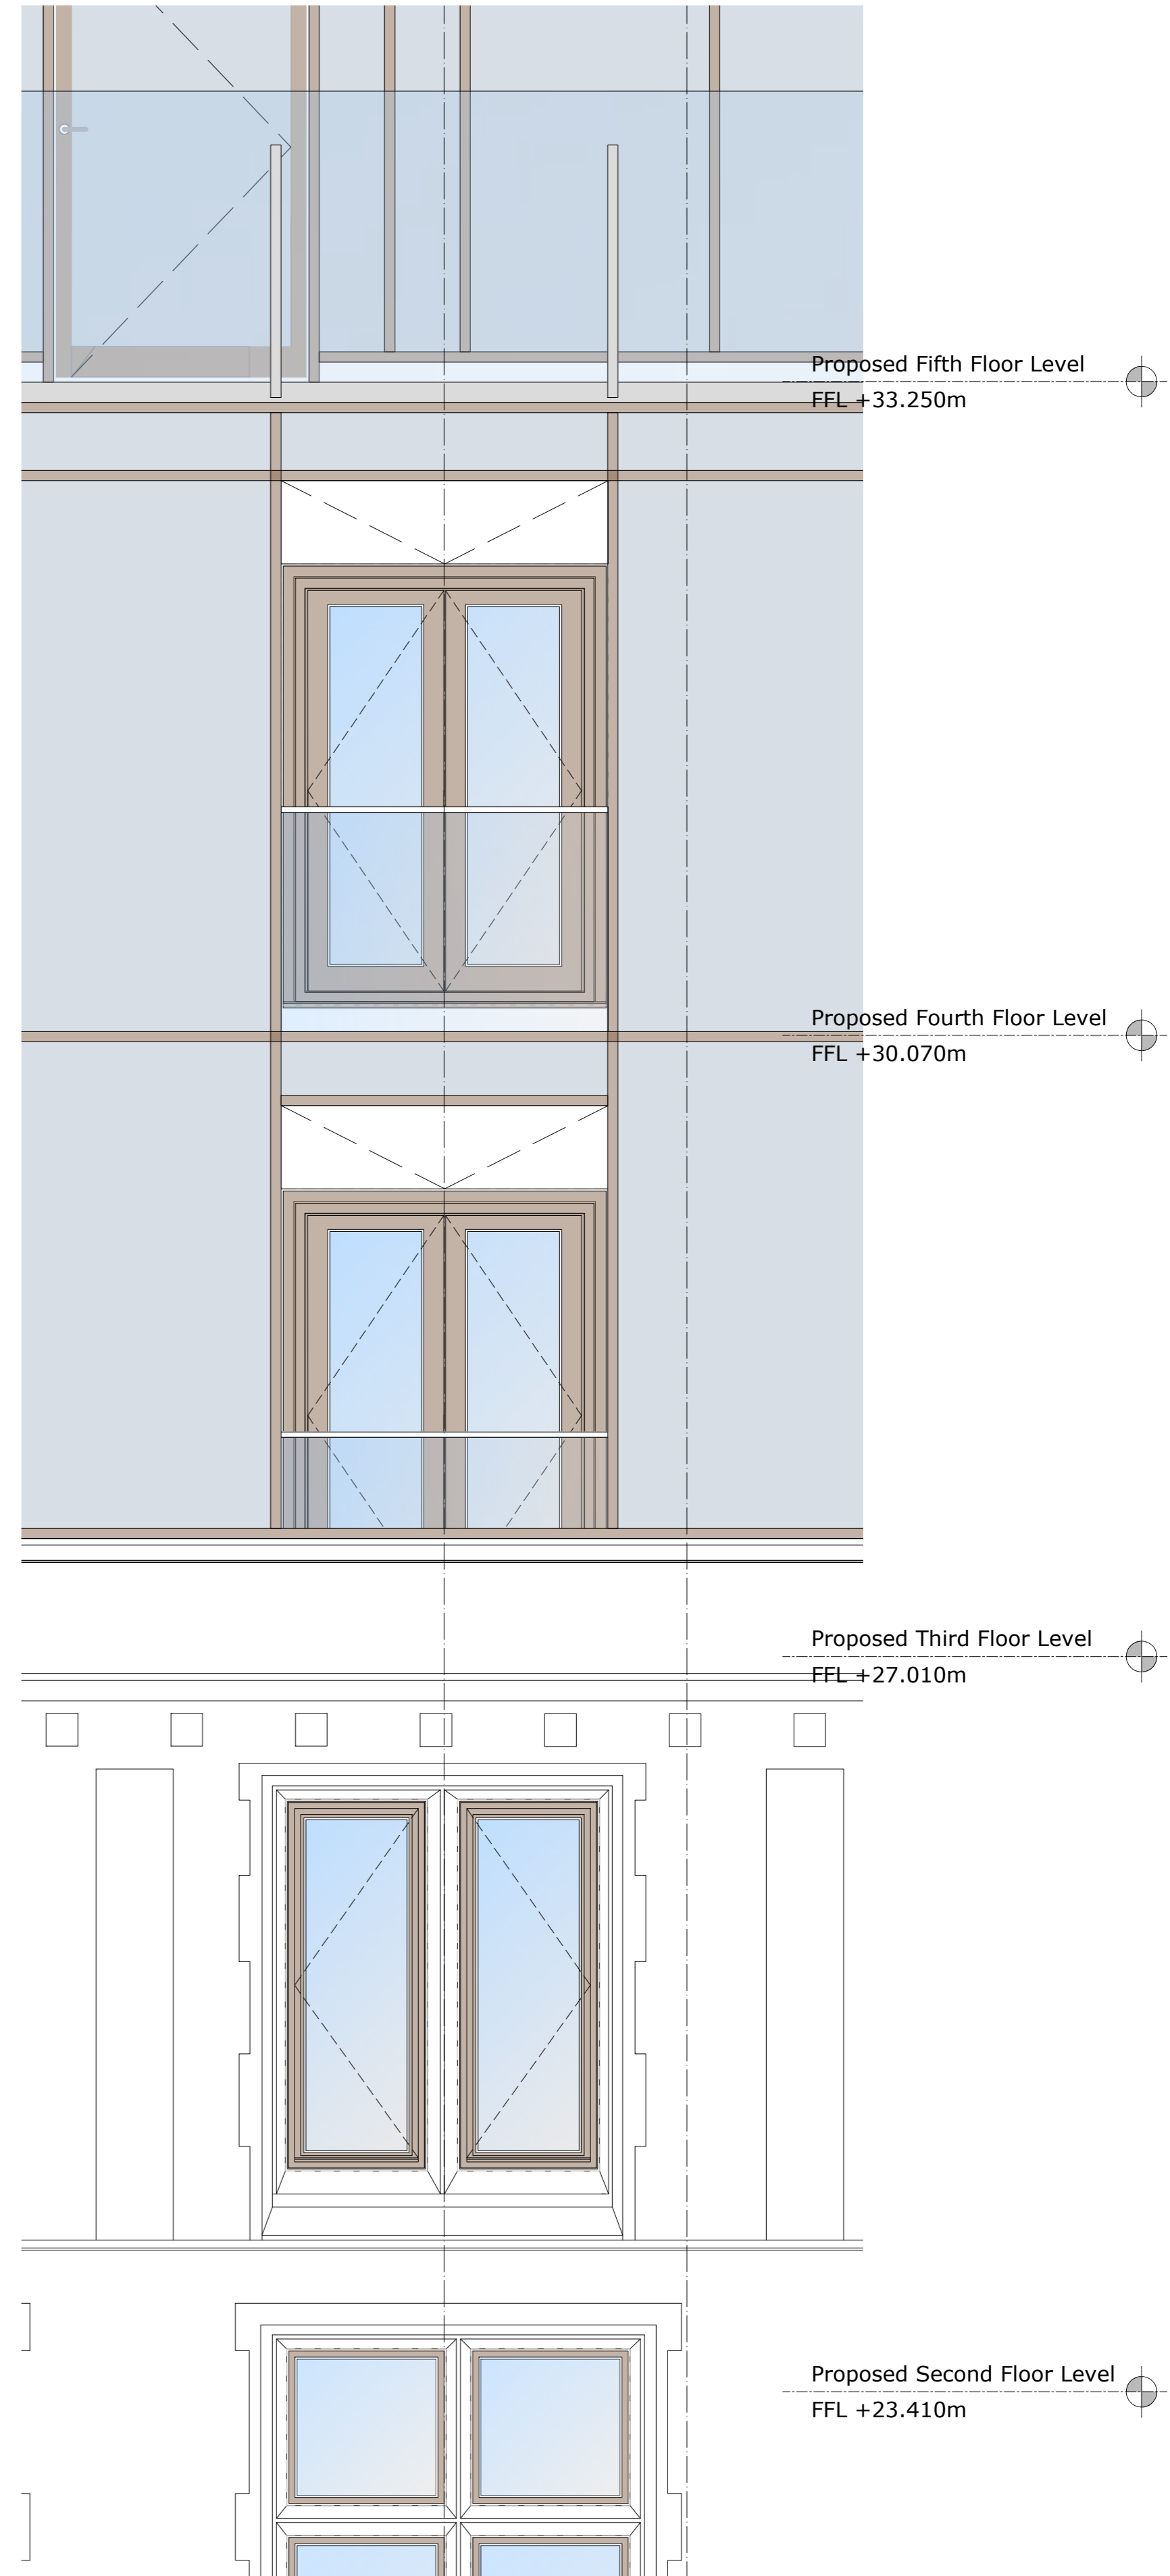 Proposed Fifth Floor Level
FFL +33.250m
Proposed Fourth Floor Level
FFL +30.070m
Proposed Third Floor Level
FFL +27.010m
Proposed Second Floor Level
FFL +23.410m